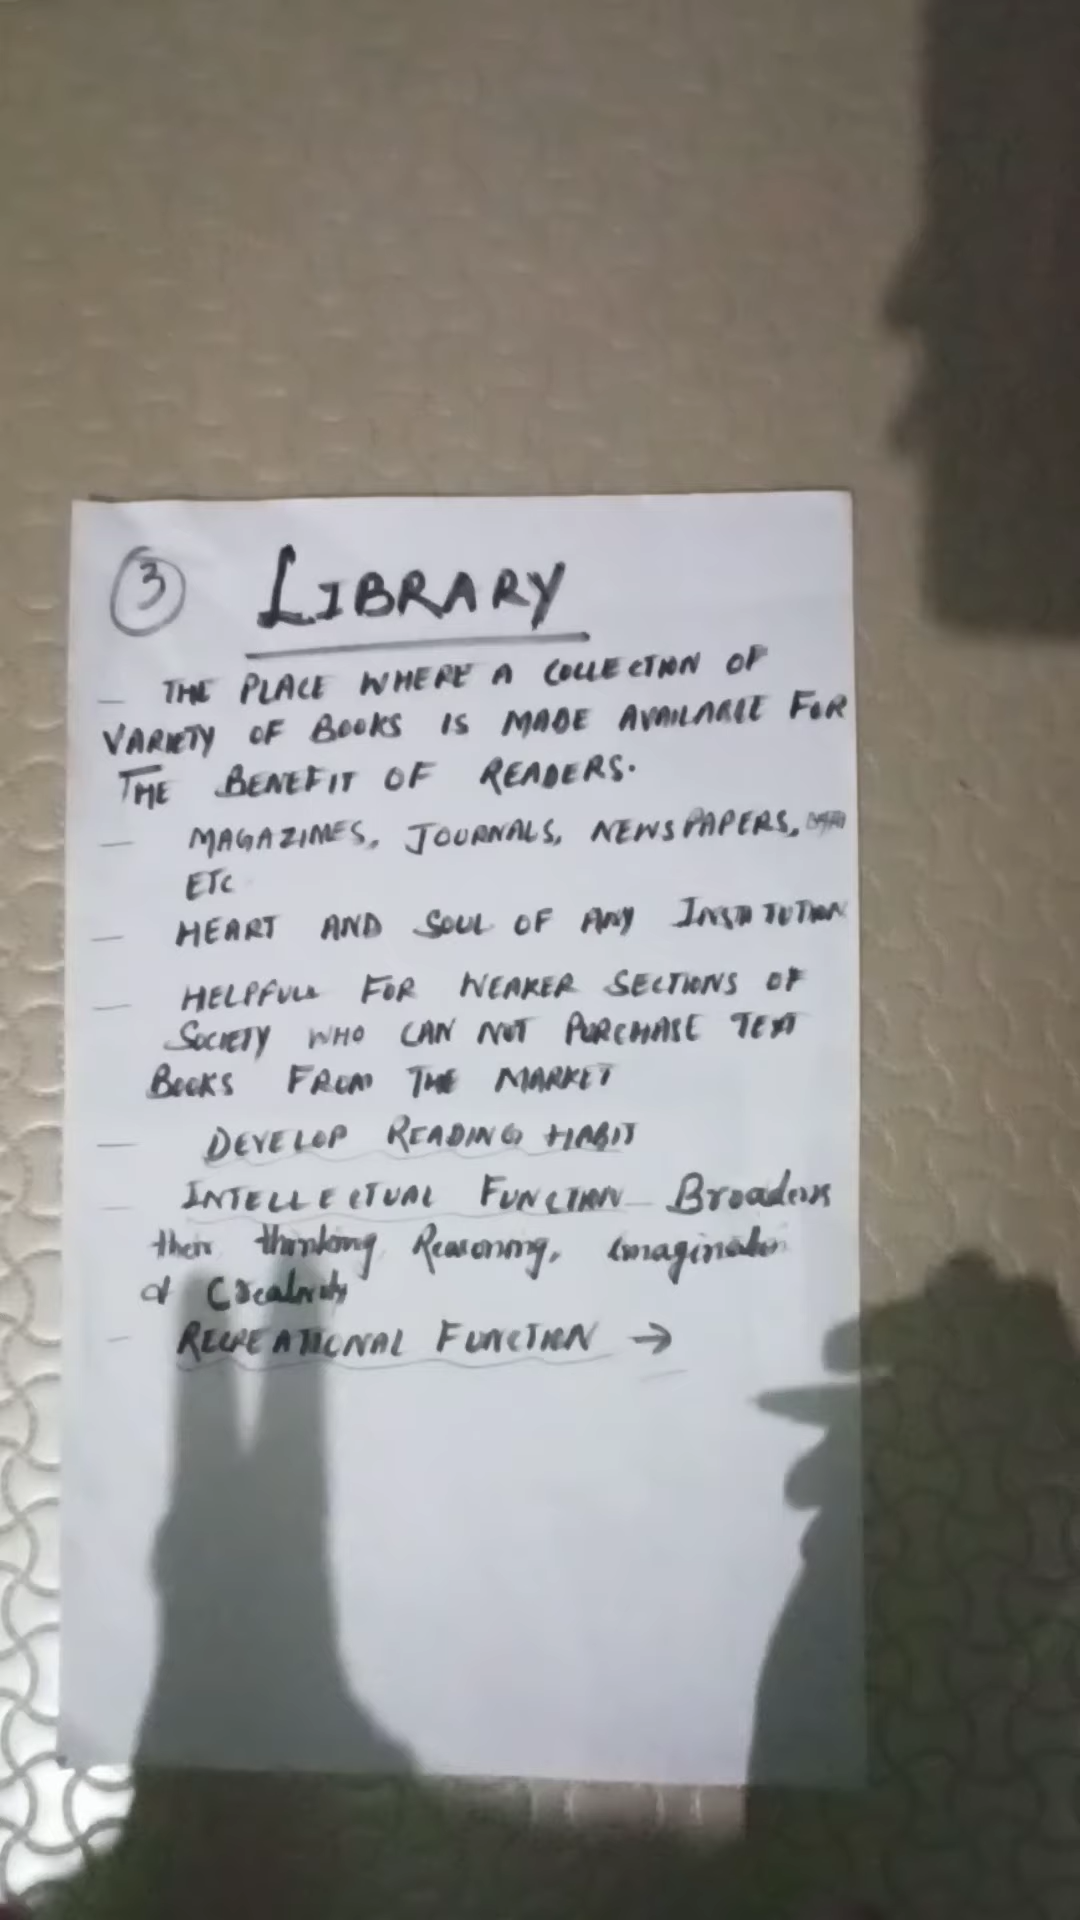 3 LIBRARY
— THE PLACE WHERE A COLLECTION OF
VARIETY OF BOOKS IS MADE AVAILABLE FOR
THE BENEFIT OF READERS.
— MAGAZIMES, JOURNALS, NEWSPAPERS,
ETC
— HEART AND SOUL OF ANY INSTITUTION
— HELPFULL FOR WEAKER SECTIONS OF
SOCIETY WHO CAN NOT PURCHASE TEXT
BOOKS FROM THE MARKET
— DEVELOP READING HABIT
— INTELLECTUAL FUNCTION Broadens
their thinking, Reasoning, imagination
& Creativity
— RECREATIONAL FUNCTION →